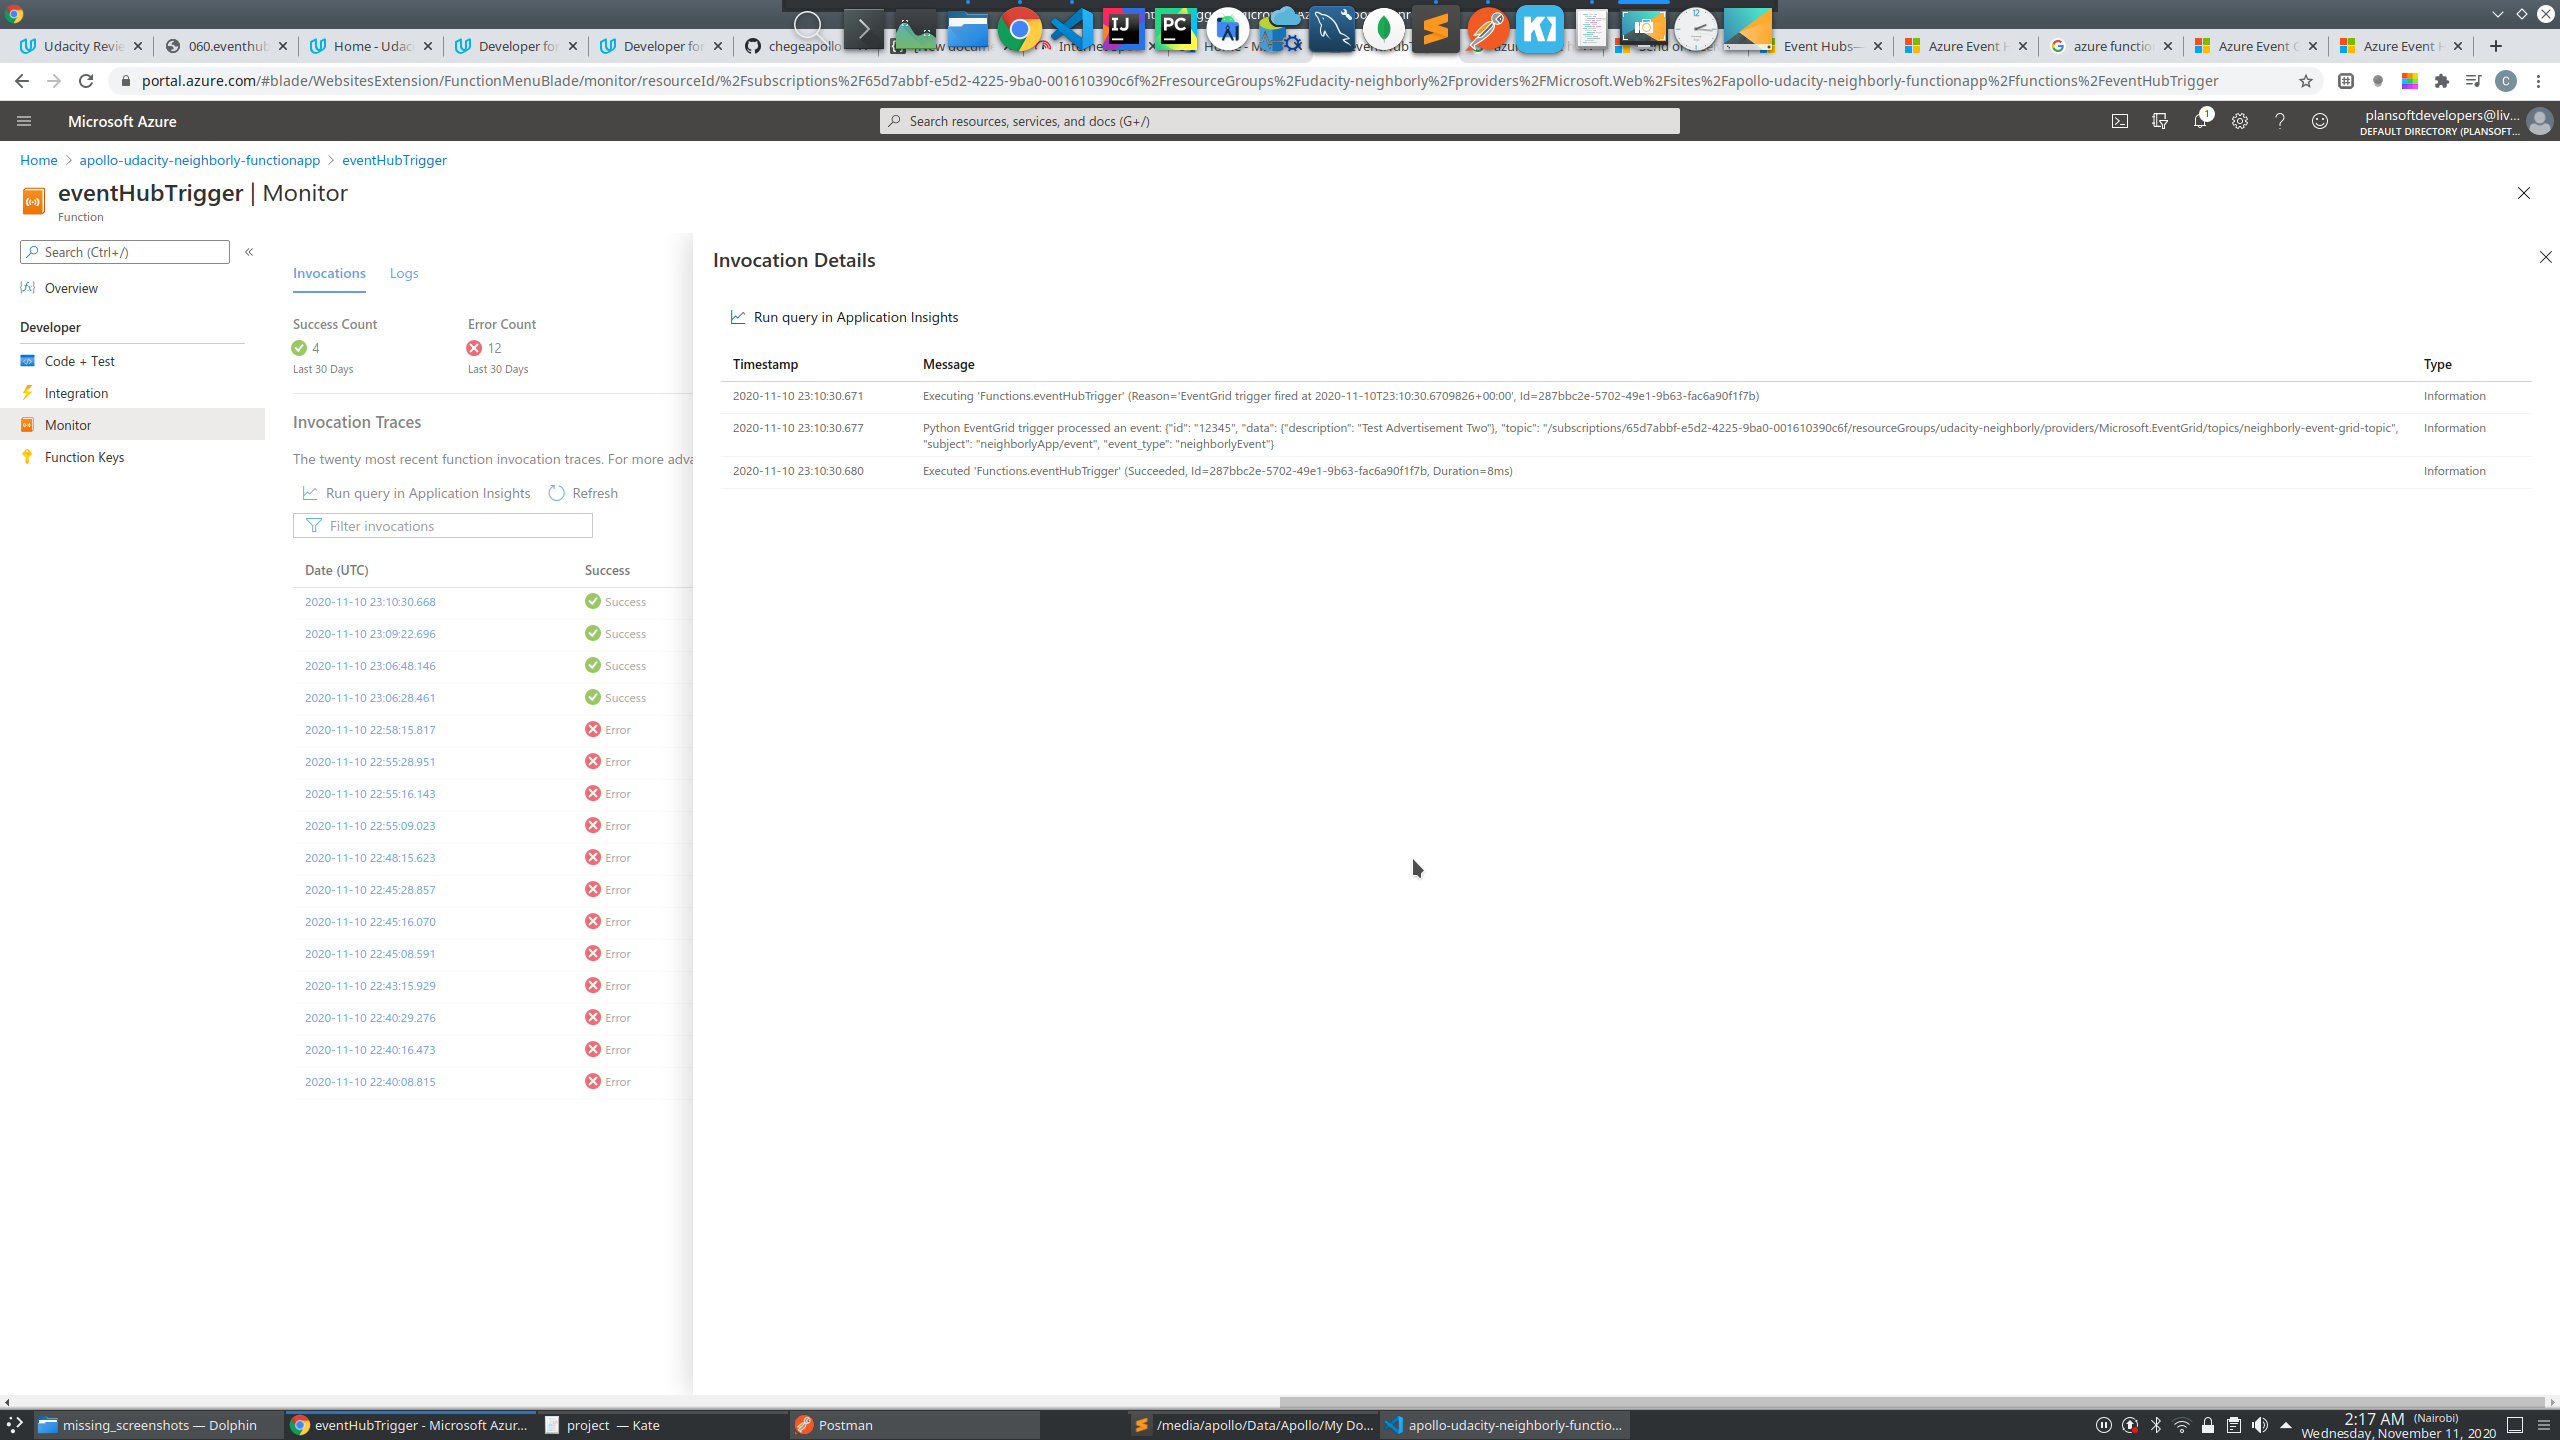 Udacity Revie
060.eventhub
Home - Udaci
Developer for
Developer for
chegeapollo
Event Hubs—
Azure Event H
azure functio
Azure Event G
Azure Event H
portal.azure.com/#blade/WebsitesExtension/FunctionMenuBlade/monitor/resourceId/%2Fsubscriptions%2F65d7abbf-e5d2-4225-9ba0-001610390c6f%2FresourceGroups%2Fudacity-neighborly%2Fproviders%2FMicrosoft.Web%2Fsites%2Fapollo-udacity-neighborly-functionapp%2Ffunctions%2FeventHubTrigger
C
Microsoft Azure
Search resources, services, and docs (G+/)
1
plansoftdevelopers@liv...
DEFAULT DIRECTORY (PLANSOFT...
Home > apollo-udacity-neighborly-functionapp > eventHubTrigger
eventHubTrigger | Monitor
Function
Search (Ctrl+/)
Overview
Developer
Code + Test
Integration
Monitor
Function Keys
Invocations Logs
Success Count Error Count
4 12
Last 30 Days Last 30 Days
Invocation Traces
The twenty most recent function invocation traces. For more adva
Run query in Application Insights Refresh
Filter invocations
Date (UTC) Success
2020-11-10 23:10:30.668 Success
2020-11-10 23:09:22.696 Success
2020-11-10 23:06:48.146 Success
2020-11-10 23:06:28.461 Success
2020-11-10 22:58:15.817 Error
2020-11-10 22:55:28.951 Error
2020-11-10 22:55:16.143 Error
2020-11-10 22:55:09.023 Error
2020-11-10 22:48:15.623 Error
2020-11-10 22:45:28.857 Error
2020-11-10 22:45:16.070 Error
2020-11-10 22:45:08.591 Error
2020-11-10 22:43:15.929 Error
2020-11-10 22:40:29.276 Error
2020-11-10 22:40:16.473 Error
2020-11-10 22:40:08.815 Error
Invocation Details
Run query in Application Insights
Timestamp Message Type
2020-11-10 23:10:30.671 Executing 'Functions.eventHubTrigger' (Reason='EventGrid trigger fired at 2020-11-10T23:10:30.6709826+00:00', Id=287bbc2e-5702-49e1-9b63-fac6a90f1f7b) Information
2020-11-10 23:10:30.677 Python EventGrid trigger processed an event: {"id": "12345", "data": {"description": "Test Advertisement Two"}, "topic": "/subscriptions/65d7abbf-e5d2-4225-9ba0-001610390c6f/resourceGroups/udacity-neighborly/providers/Microsoft.EventGrid/topics/neighborly-event-grid-topic", Information
"subject": "neighborlyApp/event", "event_type": "neighborlyEvent"}
2020-11-10 23:10:30.680 Executed 'Functions.eventHubTrigger' (Succeeded, Id=287bbc2e-5702-49e1-9b63-fac6a90f1f7b, Duration=8ms) Information
missing_screenshots — Dolphin
eventHubTrigger - Microsoft Azur...
project — Kate
Postman
/media/apollo/Data/Apollo/My Do...
apollo-udacity-neighborly-functio...
2:17 AM (Nairobi)
Wednesday, November 11, 2020